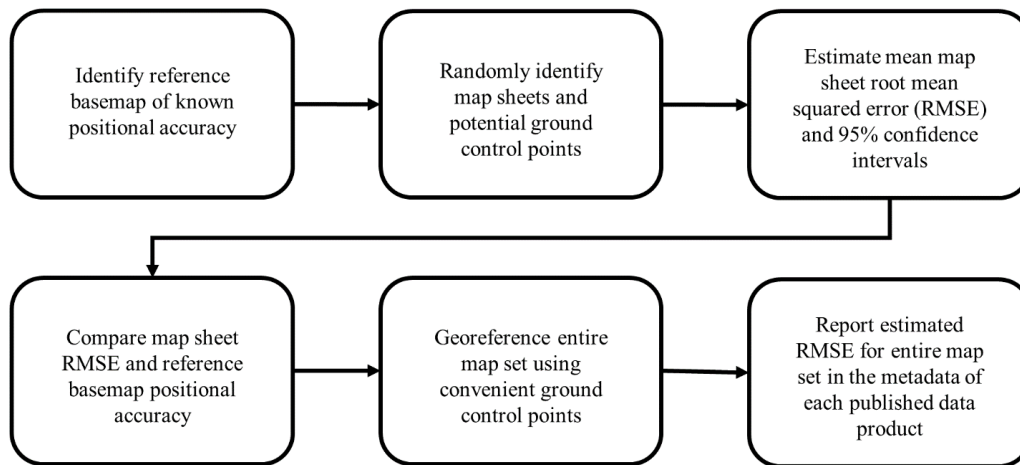 Identify reference
basemap of known
positional accuracy
Randomly identify
map sheets and
potential ground
control points
Estimate mean map
sheet root mean
squared error (RMSE)
and 95% confidence
intervals
Compare map sheet
RMSE and reference
basemap positional
accuracy
Georeference entire
map set using
convenient ground
control points
Report estimated
RMSE for entire map
set in the metadata of
each published data
product